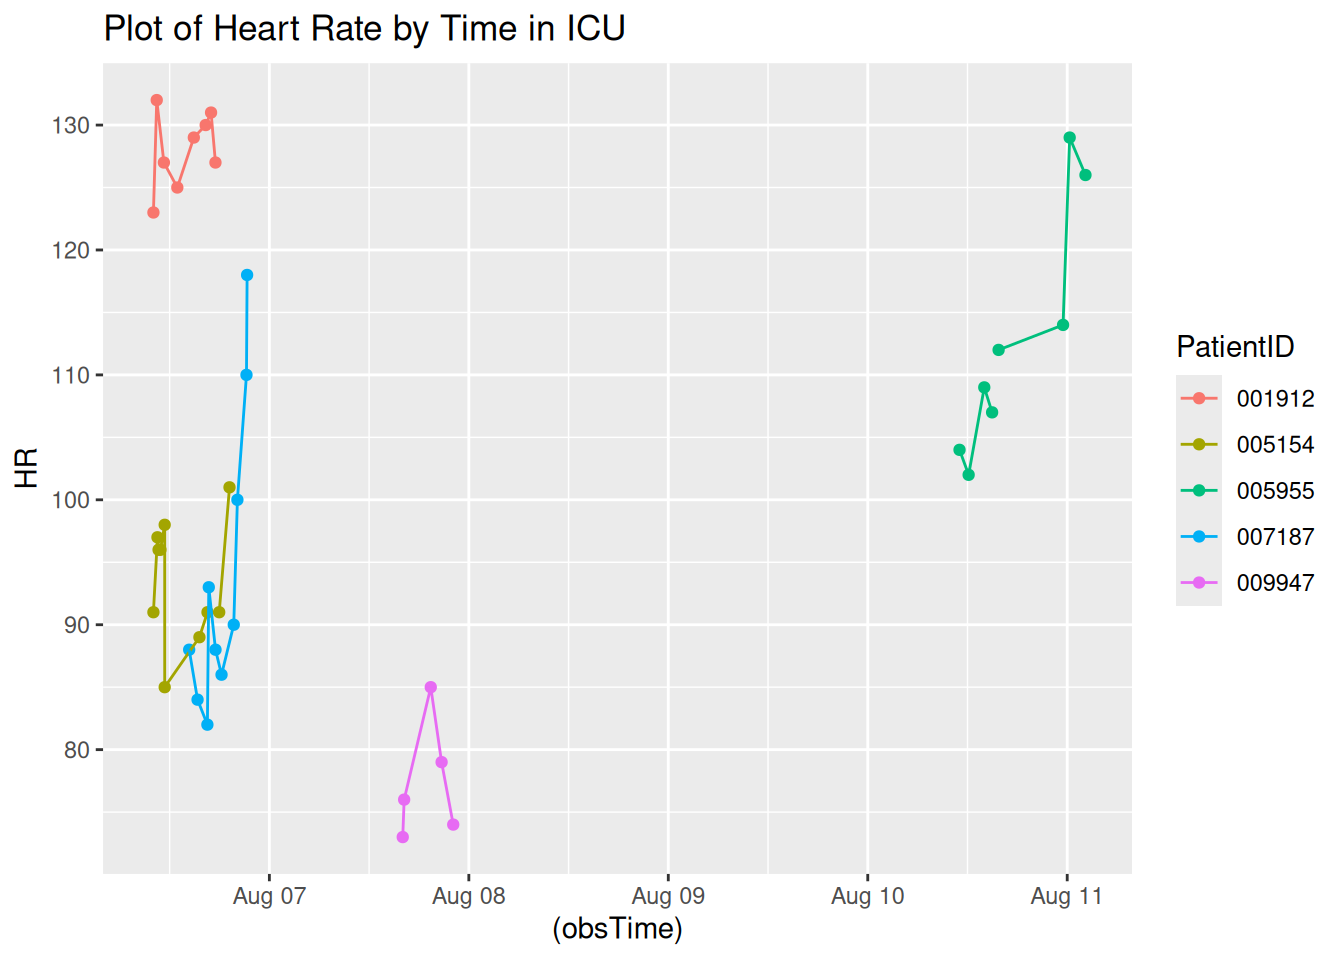 Plot of Heart Rate by Time in ICU
130
120
110
100
90
80
HR
Aug 07
Aug 08
Aug 09
Aug 10
Aug 11
(obsTime)
PatientID
001912
005154
005955
007187
009947